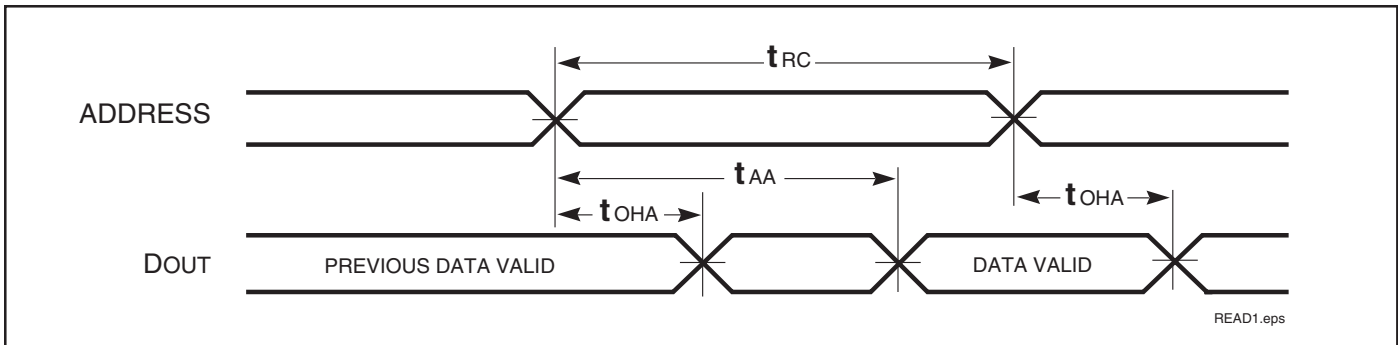 tRC
ADDRESS
tAA
tOHA
tOHA
DOUT
PREVIOUS DATA VALID
DATA VALID
READ1.eps